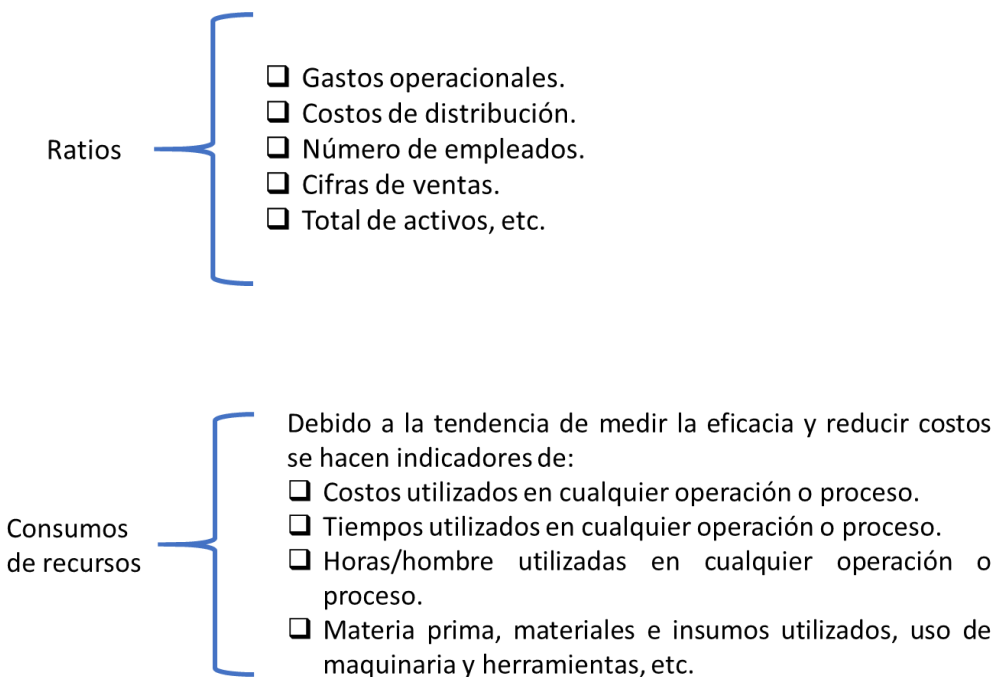 Ratios
❑ Gastos operacionales.
❑ Costos de distribución.
❑ Número de empleados.
❑ Cifras de ventas.
❑ Total de activos, etc.
Consumos
de recursos
Debido a la tendencia de medir la eficacia y reducir costos
se hacen indicadores de:
❑ Costos utilizados en cualquier operación o proceso.
❑ Tiempos utilizados en cualquier operación o proceso.
❑ Horas/hombre utilizadas en cualquier operación o
proceso.
❑ Materia prima, materiales e insumos utilizados, uso de
maquinaria y herramientas, etc.